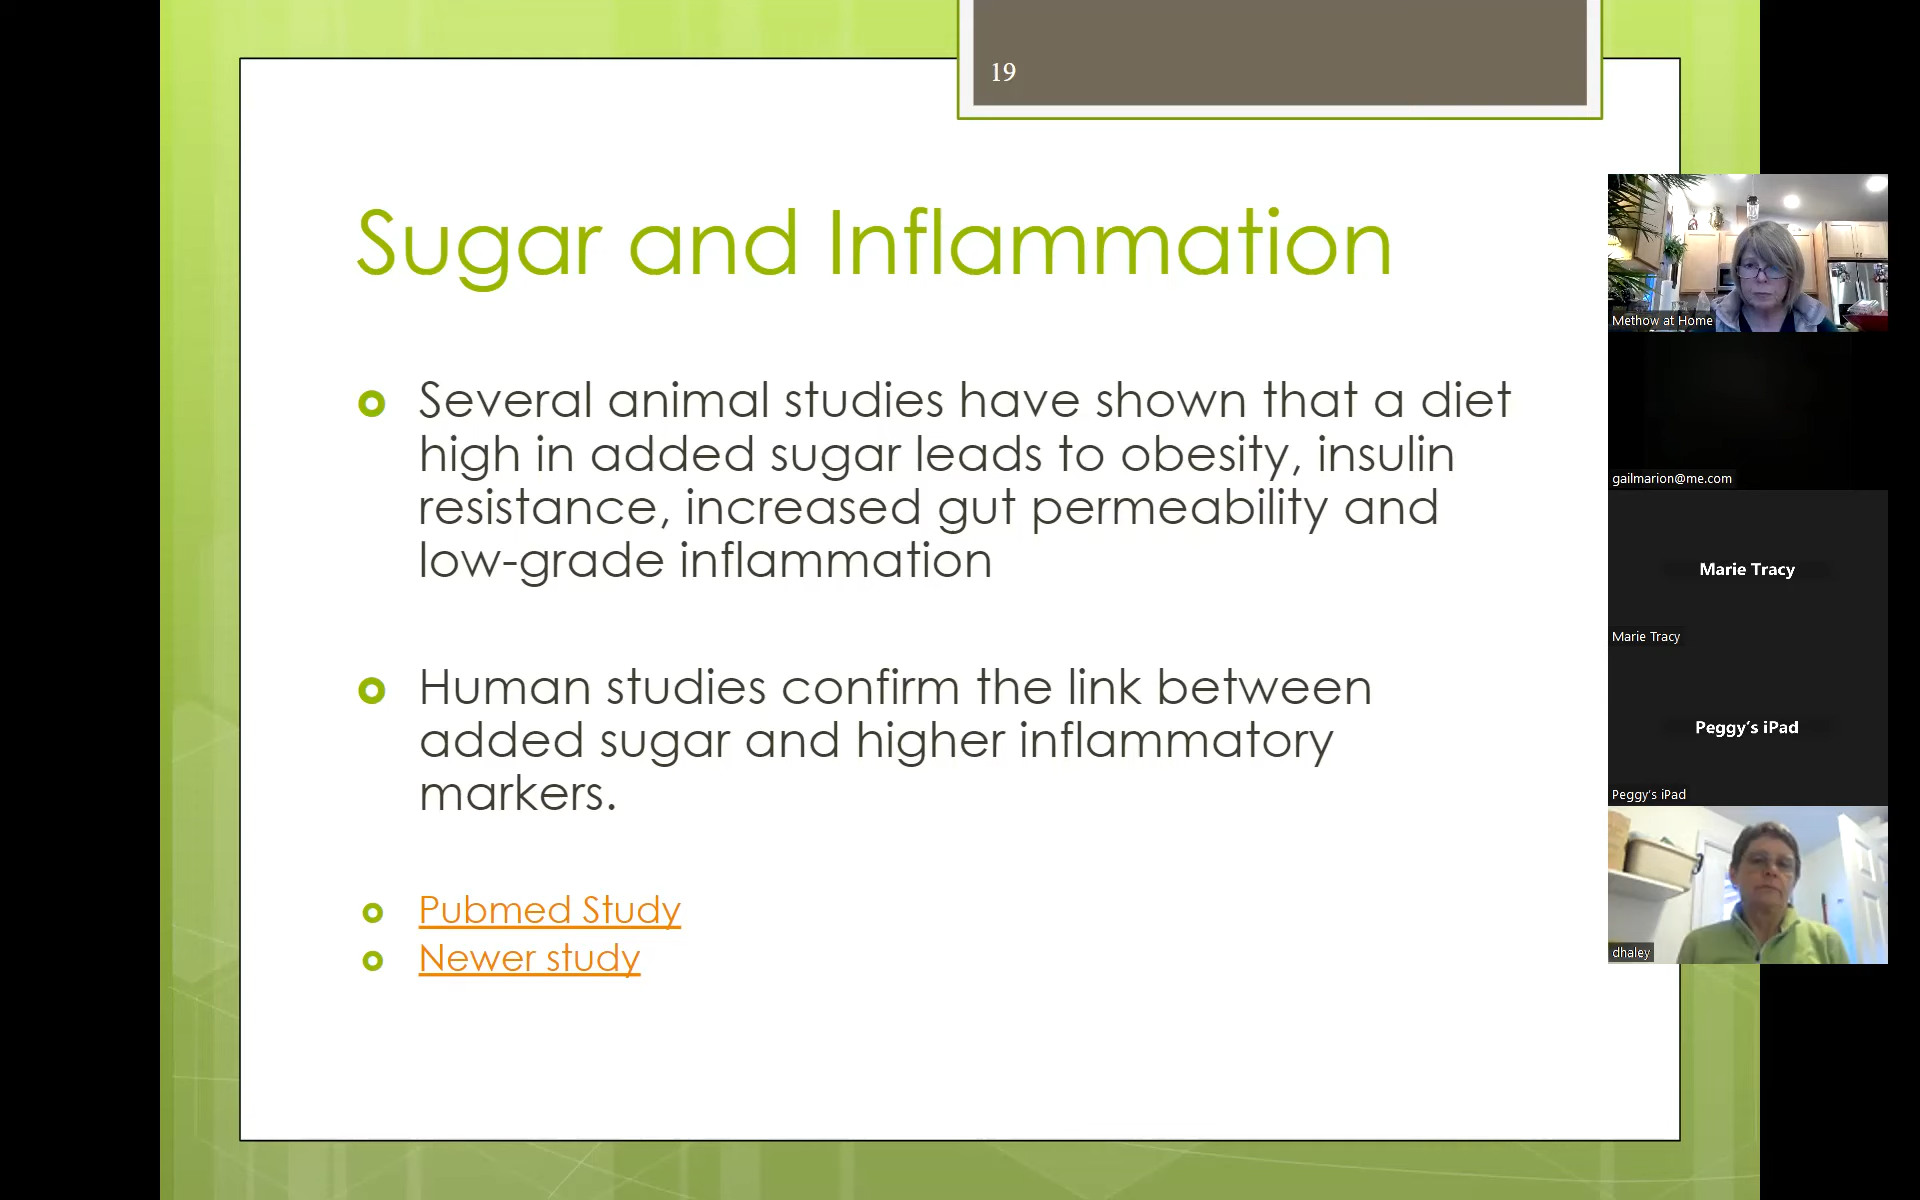 19
Sugar and Inflammation
Several animal studies have shown that a diet
high in added sugar leads to obesity, insulin
resistance, increased gut permeability and
low-grade inflammation
Human studies confirm the link between
added sugar and higher inflammatory
markers.
Pubmed Study
Newer study
Methow at Home
gailmarion@me.com
Marie Tracy
Marie Tracy
Peggy's iPad
Peggy's iPad
dhaley